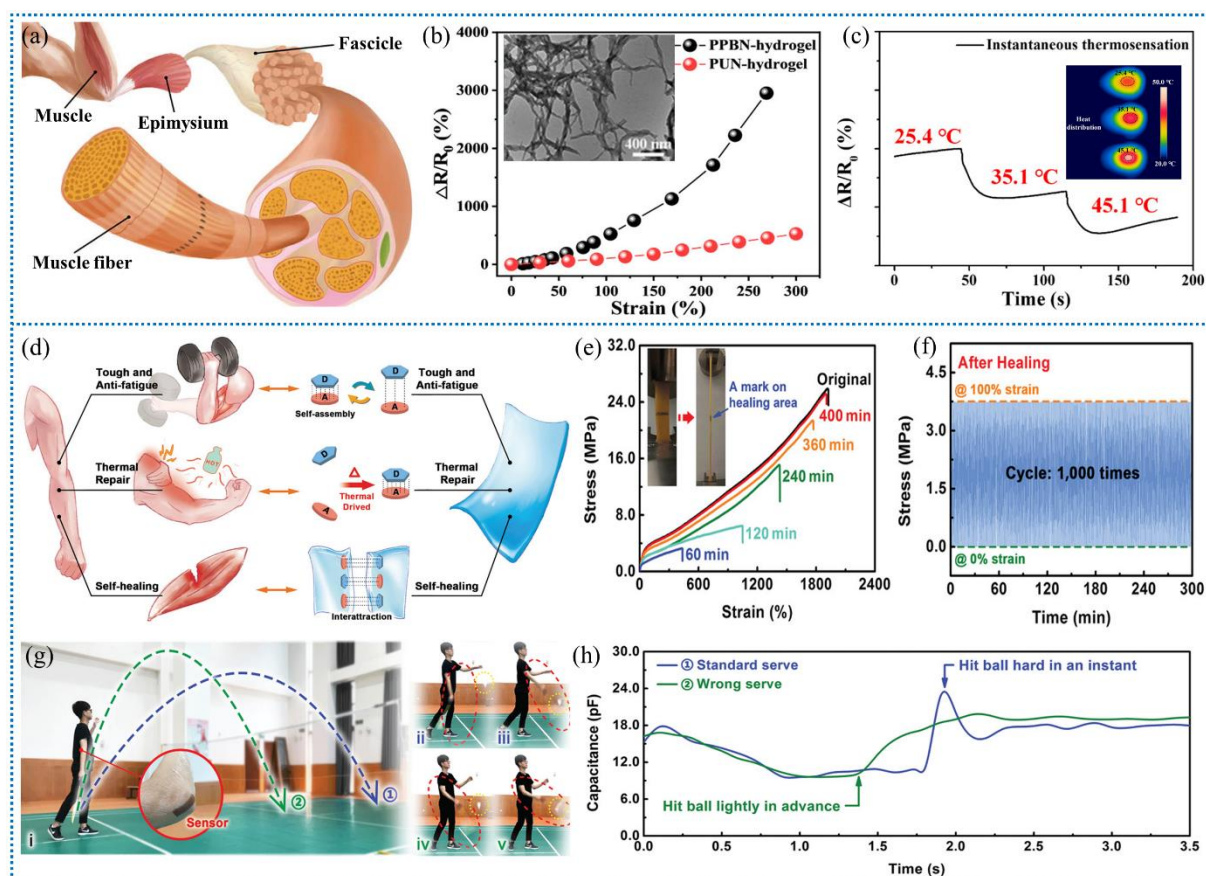 (a)
Fascicle
Muscle
Epimysium
Muscle fiber
(b)
4000
3000
2000
1000
0
ΔR/R0 (%)
PPBN-hydrogel
PUN-hydrogel
400 nm
0 50 100 150 200 250 300
Strain (%)
(c)
Instantaneous thermosensation
ΔR/R0 (%)
25.4 °C
35.1 °C
45.1 °C
Heat
distribution
25.4 °C
45.1 °C
50.0 °C
20.0 °C
0 50 100 150 200
Time (s)
(d)
Tough and
Anti-fatigue
Thermal
Repair
Self-healing
HOT
D
A
Self-assembly
D
A
D
A
Δ
Thermal
Drived
D
A
Interattraction
Tough and
Anti-fatigue
Thermal
Repair
Self-healing
(e)
32.0
24.0
16.0
8.0
0.0
Stress (MPa)
A mark on
healing area
Original
400 min
360 min
240 min
120 min
60 min
0 600 1200 1800 2400
Strain (%)
(f)
After Healing
@ 100% strain
Cycle: 1,000 times
@ 0% strain
4.5
3.0
1.5
0.0
Stress (MPa)
0 60 120 180 240 300
Time (min)
(g)
Sensor
①
②
i
ii
iii
iv
v
(h)
30.0
24.0
18.0
12.0
6.0
0.0
Capacitance (pF)
① Standard serve
② Wrong serve
Hit ball hard in an instant
Hit ball lightly in advance
0.0 0.5 1.0 1.5 2.0 2.5 3.0 3.5
Time (s)